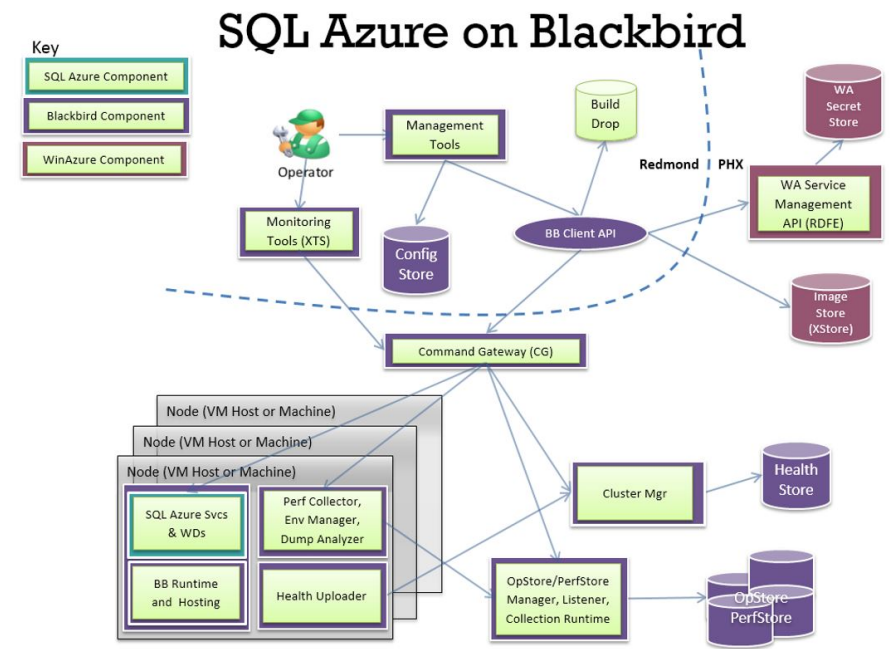 SQL Azure on Blackbird
Key
SQL Azure Component
Blackbird Component
WinAzure Component
Operator
Management
Tools
Build
Drop
WA
Secret
Store
Redmond
PHX
WA Service
Management
API (RDFE)
Monitoring
Tools (XTS)
Config
Store
BB Client API
Image
Store
(XStore)
Command Gateway (CG)
Node (VM Host or Machine)
Node (VM Host or Machine)
Node (VM Host or Machine)
SQL Azure Svcs
& WDs
Perf Collector,
Env Manager,
Dump Analyzer
BB Runtime
and Hosting
Health Uploader
Cluster Mgr
Health
Store
OpStore/PerfStore
Manager, Listener,
Collection Runtime
OpStore
PerfStore